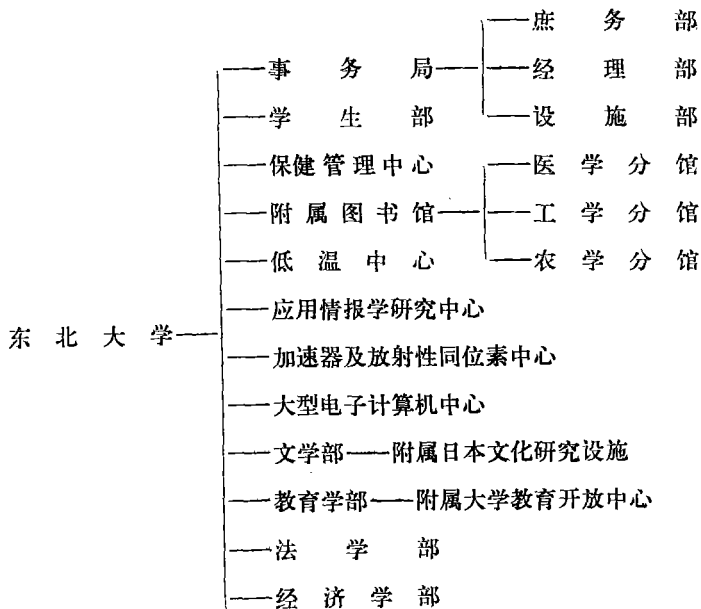 庶务部
事务局
经理部
学生部
设施部
保健管理中心
医学分馆
附属图书馆
工学分馆
低温中心
农学分馆
应用情报学研究中心
东北大学
加速器及放射性同位素中心
大型电子计算机中心
文学部——附属日本文化研究设施
教育学部——附属大学教育开放中心
法学部
经济学部